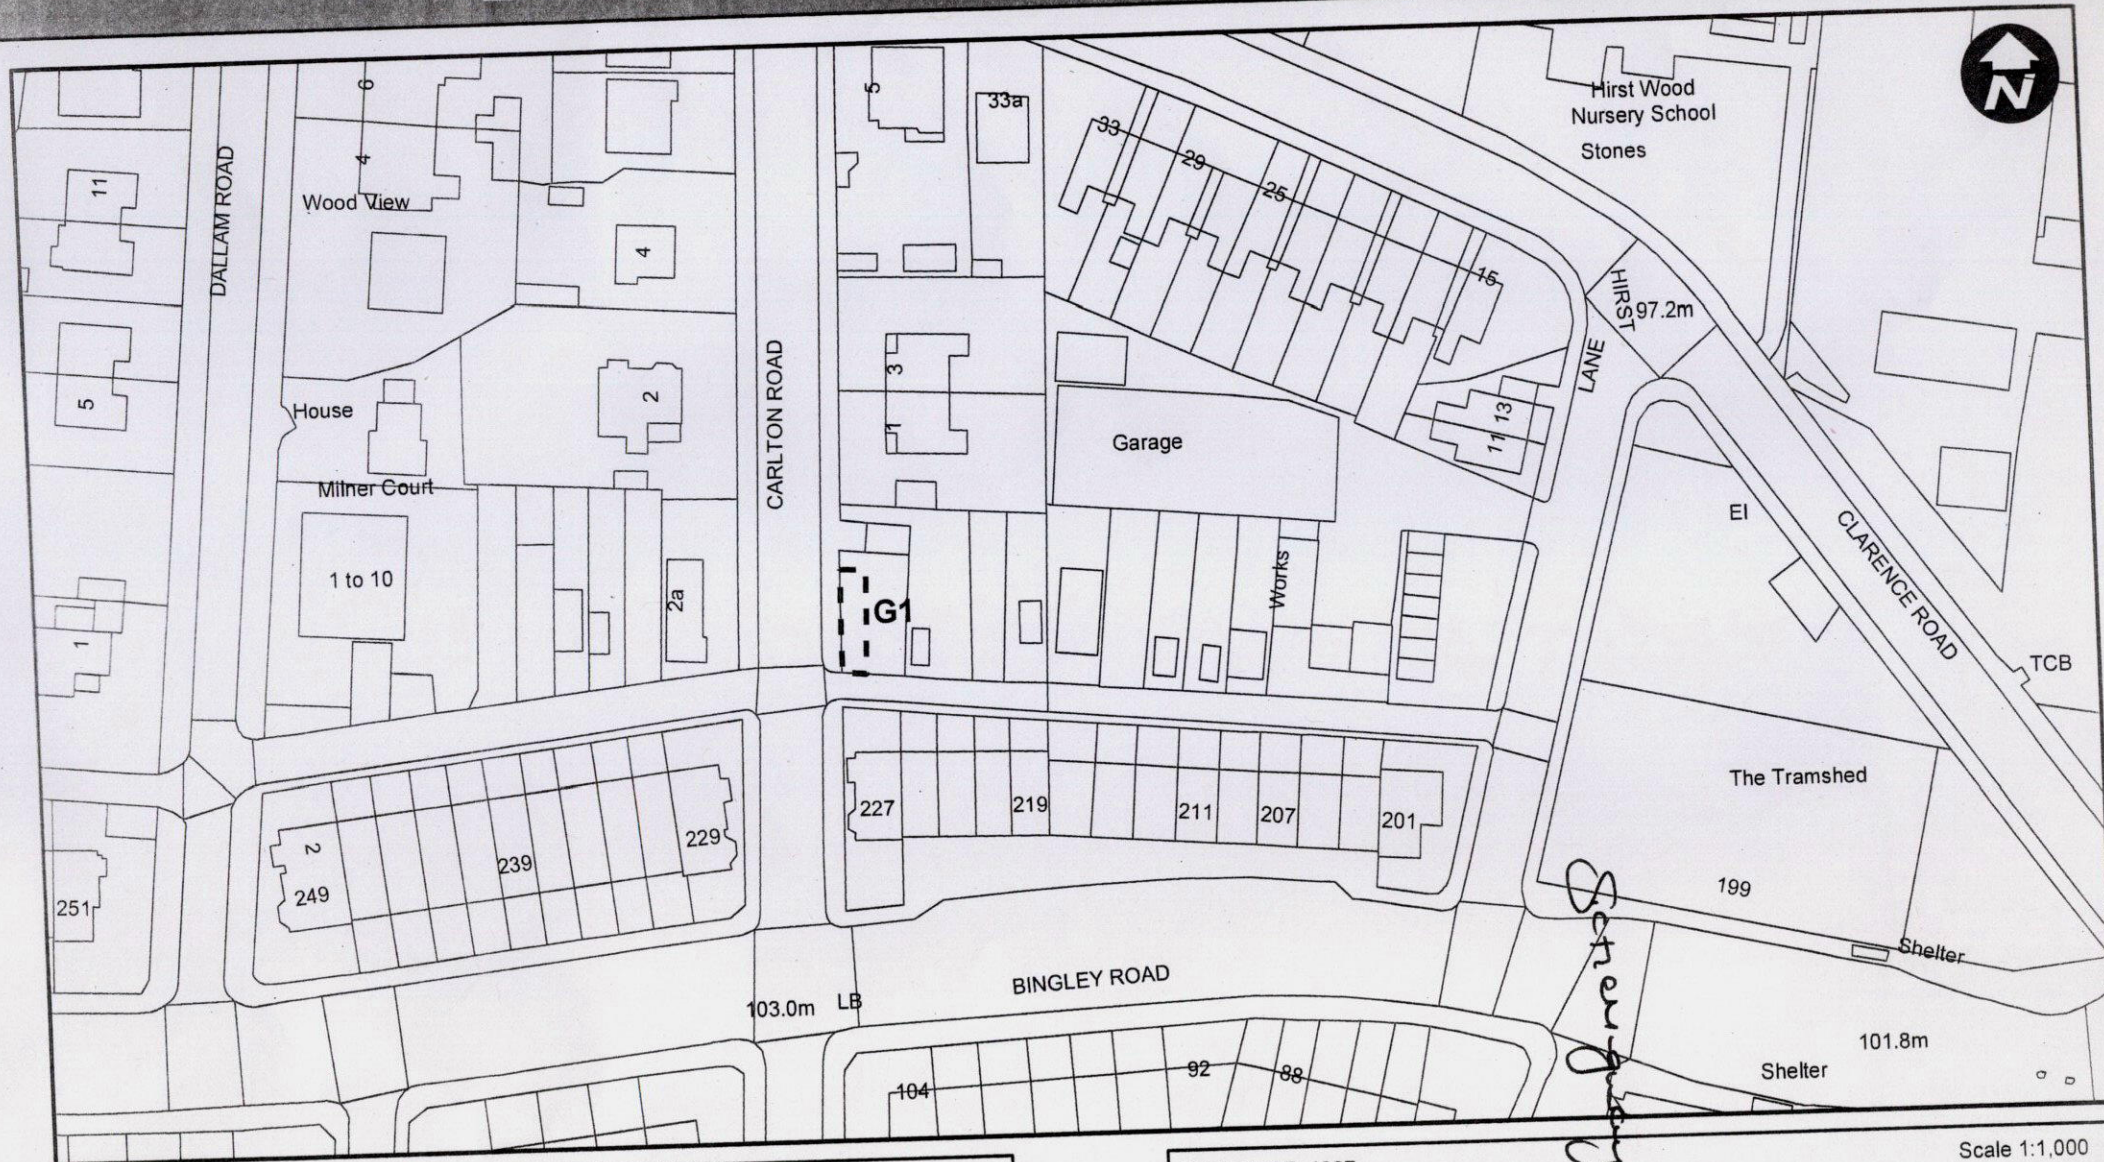 N
6
5
33a
Hirst Wood
Nursery School
Stones
33
29
25
15
11
DALLAM ROAD
4
Wood View
4
HIRST
LANE
97.2m
5
House
2
CARLTON ROAD
3
1
Garage
13
11
Milner Court
El
CLARENCE ROAD
1 to 10
2a
G1
Works
1
TCB
The Tramshed
227
219
211
207
201
2
249
239
229
251
199
Shelter
BINGLEY ROAD
103.0m
LB
101.8m
Shelter
104
92
88
Scale 1:1,000